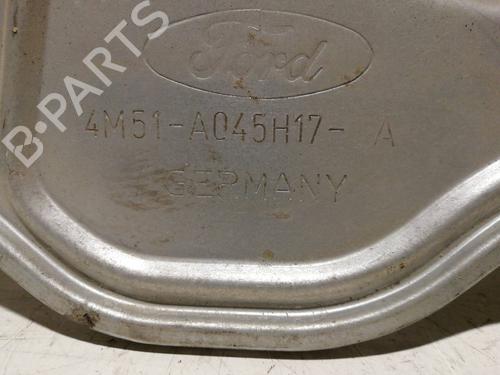 B-PARTS
Ford
4M51-A045H17- A
GERMANY